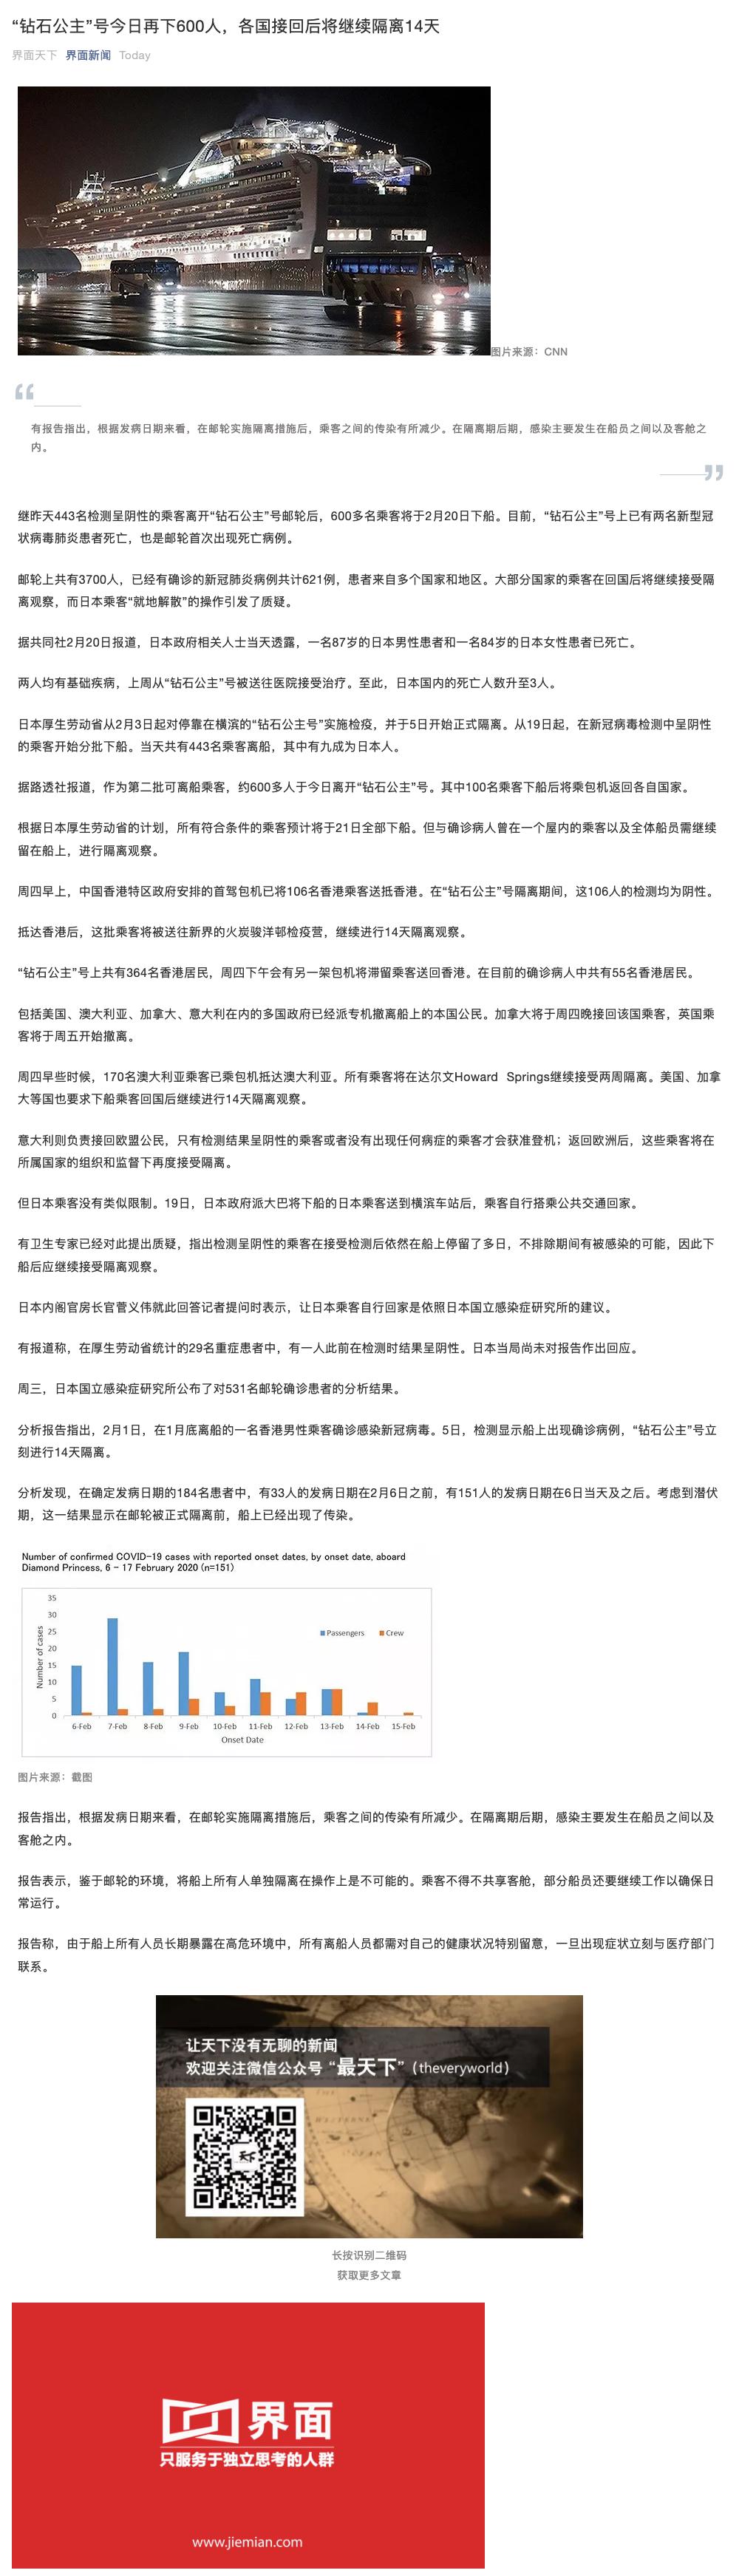 “钻石公主”号今日再下600人，各国接回后将继续隔离14天
界面天下 界面新闻 Today
图片来源：CNN
有报告指出，根据发病日期来看，在邮轮实施隔离措施后，乘客之间的传染有所减少。在隔离期后期，感染主要发生在船员之间以及客舱之
内。
继昨天443名检测呈阴性的乘客离开“钻石公主”号邮轮后，600多名乘客将于2月20日下船。目前，“钻石公主”号上已有两名新型冠
状病毒肺炎患者死亡，也是邮轮首次出现死亡病例。
邮轮上共有3700人，已经有确诊的新冠肺炎病例共计621例，患者来自多个国家和地区。大部分国家的乘客在回国后将继续接受隔
离观察，而日本乘客“就地解散”的操作引发了质疑。
据共同社2月20日报道，日本政府相关人士当天透露，一名87岁的日本男性患者和一名84岁的日本女性患者已死亡。
两人均有基础疾病，上周从“钻石公主”号被送往医院接受治疗。至此，日本国内的死亡人数升至3人。
日本厚生劳动省从2月3日起对停靠在横滨的“钻石公主号”实施检疫，并于5日开始正式隔离。从19日起，在新冠病毒检测中呈阴性
的乘客开始分批下船。当天共有443名乘客离船，其中有九成为日本人。
据路透社报道，作为第二批可离船乘客，约600多人于今日离开“钻石公主”号。其中100名乘客下船后将乘包机返回各自国家。
根据日本厚生劳动省的计划，所有符合条件的乘客预计将于21日全部下船。但与确诊病人曾在一个屋内的乘客以及全体船员需继续
留在船上，进行隔离观察。
周四早上，中国香港特区政府安排的首驾包机已将106名香港乘客送抵香港。在“钻石公主”号隔离期间，这106人的检测均为阴性。
抵达香港后，这批乘客将被送往新界的火炭骏洋邨检疫营，继续进行14天隔离观察。
“钻石公主”号上共有364名香港居民，周四下午会有另一架包机将滞留乘客送回香港。在目前的确诊病人中共有55名香港居民。
包括美国、澳大利亚、加拿大、意大利在内的多国政府已经派专机撤离船上的本国公民。加拿大将于周四晚接回该国乘客，英国乘
客将于周五开始撤离。
周四早些时候，170名澳大利亚乘客已乘包机抵达澳大利亚。所有乘客将在达尔文Howard Springs继续接受两周隔离。美国、加拿
大等国也要求下船乘客回国后继续进行14天隔离观察。
意大利则负责接回欧盟公民，只有检测结果呈阴性的乘客或者没有出现任何病症的乘客才会获准登机；返回欧洲后，这些乘客将在
所属国家的组织和监督下再度接受隔离。
但日本乘客没有类似限制。19日，日本政府派大巴将下船的日本乘客送到横滨车站后，乘客自行搭乘公共交通回家。
有卫生专家已经对此提出质疑，指出检测呈阴性的乘客在接受检测后依然在船上停留了多日，不排除期间有被感染的可能，因此下
船后应继续接受隔离观察。
日本内阁官房长官菅义伟就此回答记者提问时表示，让日本乘客自行回家是依照日本国立感染症研究所的建议。
有报道称，在厚生劳动省统计的29名重症患者中，有一人此前在检测时结果呈阴性。日本当局尚未对报告作出回应。
周三，日本国立感染症研究所公布了对531名邮轮确诊患者的分析结果。
分析报告指出，2月1日，在1月底离船的一名香港男性乘客确诊感染新冠病毒。5日，检测显示船上出现确诊病例，“钻石公主”号立
刻进行14天隔离。
分析发现，在确定发病日期的184名患者中，有33人的发病日期在2月6日之前，有151人的发病日期在6日当天及之后。考虑到潜伏
期，这一结果显示在邮轮被正式隔离前，船上已经出现了传染。
Number of confirmed COVID-19 cases with reported onset dates, by onset date, aboard
Diamond Princess, 6 – 17 February 2020 (n=151)
Number of cases
35
30
25
20
15
10
5
0
Passengers Crew
6-Feb 7-Feb 8-Feb 9-Feb 10-Feb 11-Feb 12-Feb 13-Feb 14-Feb 15-Feb
Onset Date
图片来源：截图
报告指出，根据发病日期来看，在邮轮实施隔离措施后，乘客之间的传染有所减少。在隔离期后期，感染主要发生在船员之间以及
客舱之内。
报告表示，鉴于邮轮的环境，将船上所有人单独隔离在操作上是不可能的。乘客不得不共享客舱，部分船员还要继续工作以确保日
常运行。
报告称，由于船上所有人员长期暴露在高危环境中，所有离船人员都需对自己的健康状况特别留意，一旦出现症状立刻与医疗部门
联系。
让天下没有无聊的新闻
欢迎关注微信公众号“最天下”（theveryworld）
长按识别二维码
获取更多文章
界面
只服务于独立思考的人群
www.jiemian.com